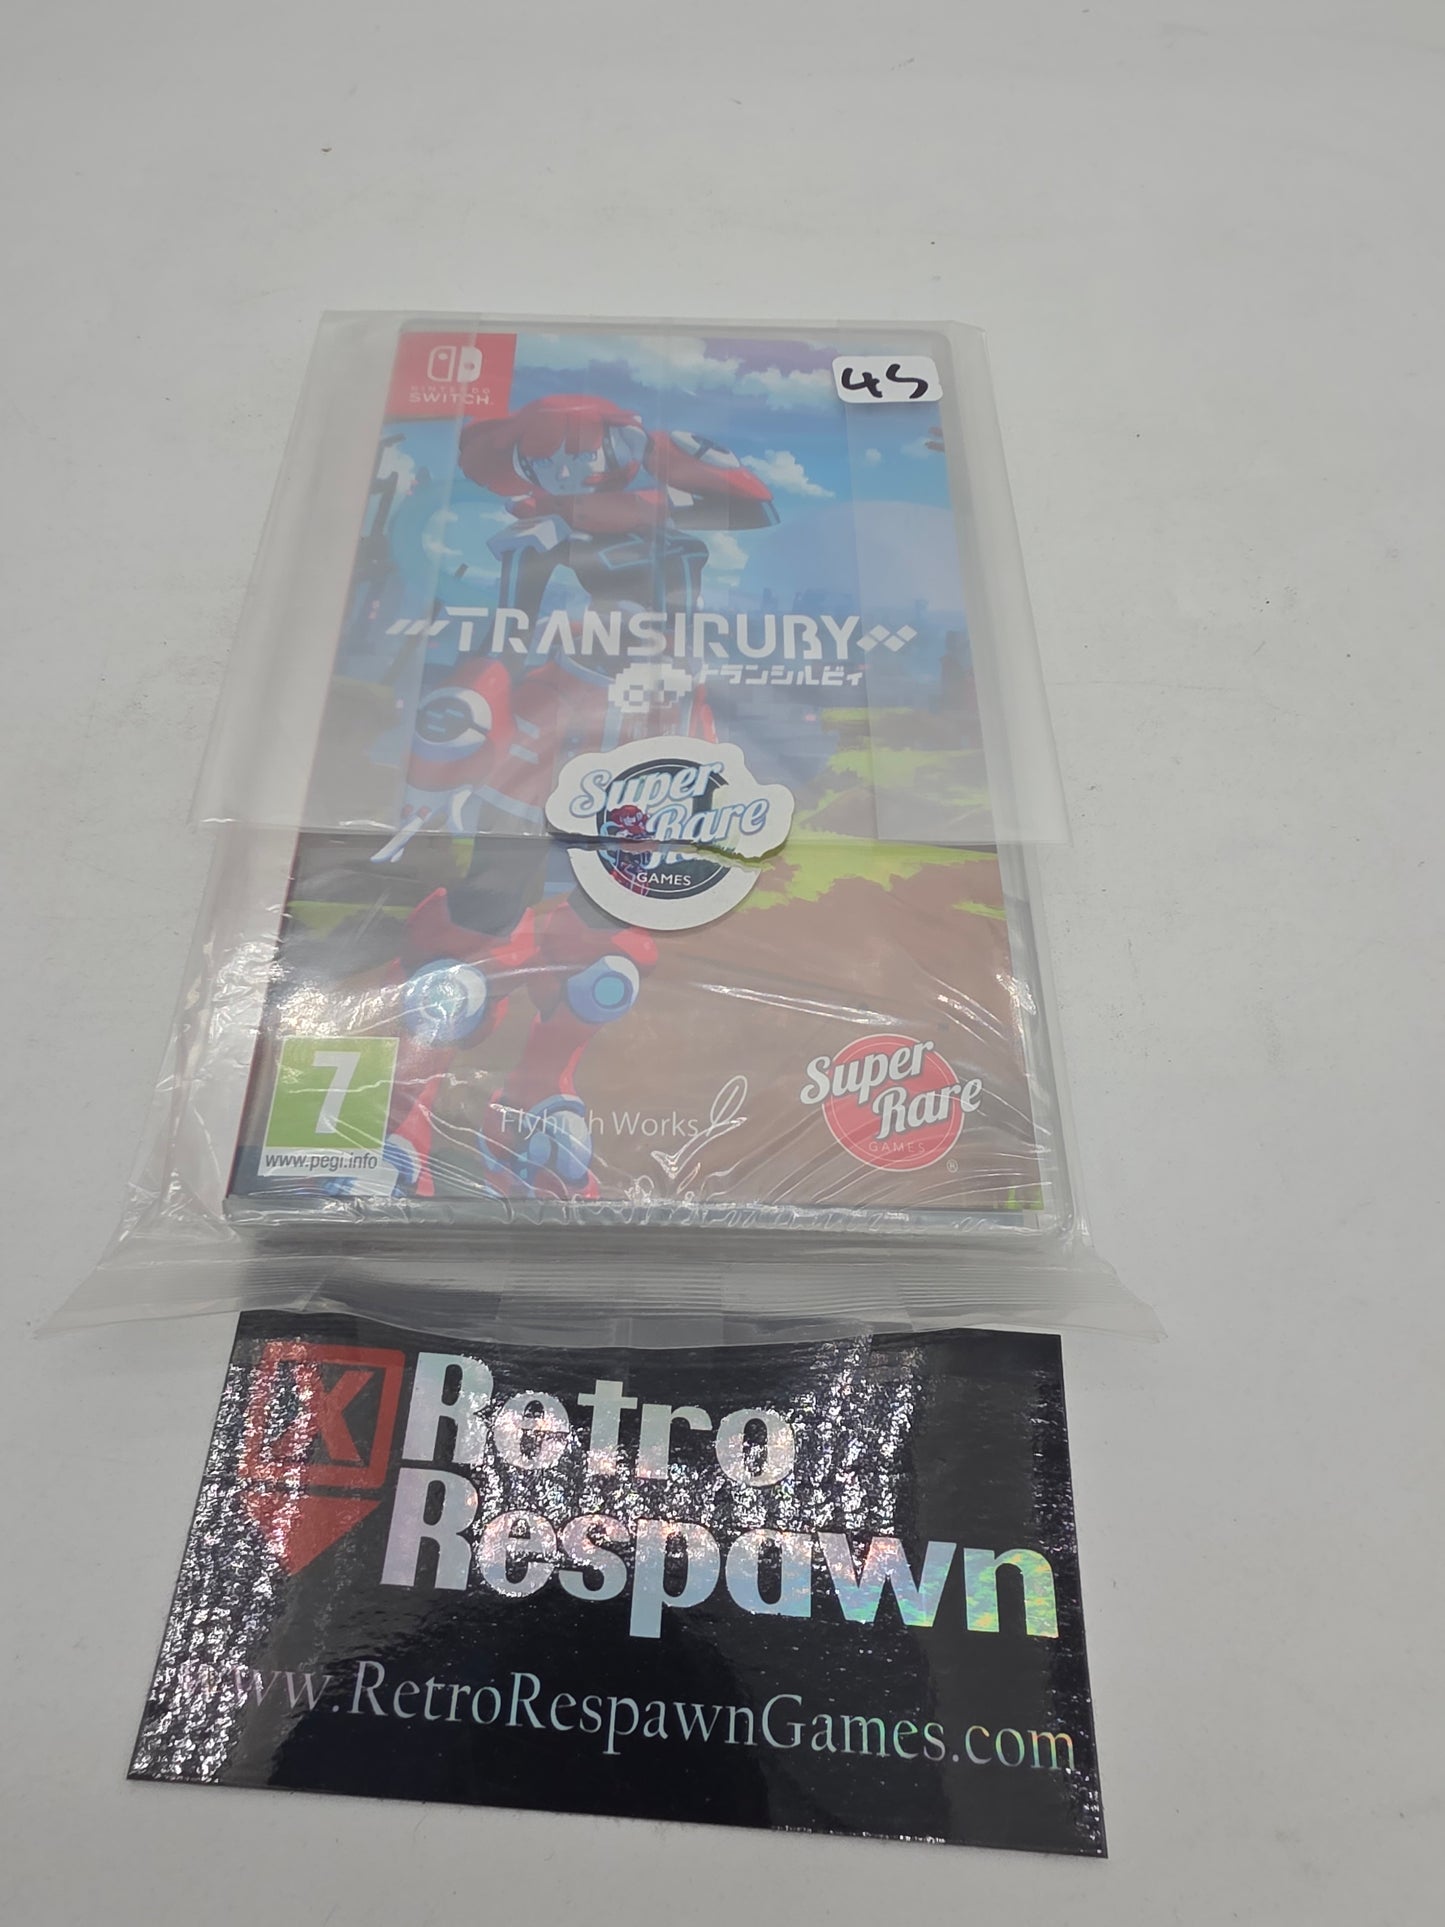 NINTENDO
SWITCH
45
TRANSIRUBY
トランシルビィ
Super
Rare
GAMES
7
www.pegi.info
Flyhigh Works
Super
Rare
GAMES
®
Retro
Respawn
www.RetroRespawnGames.com